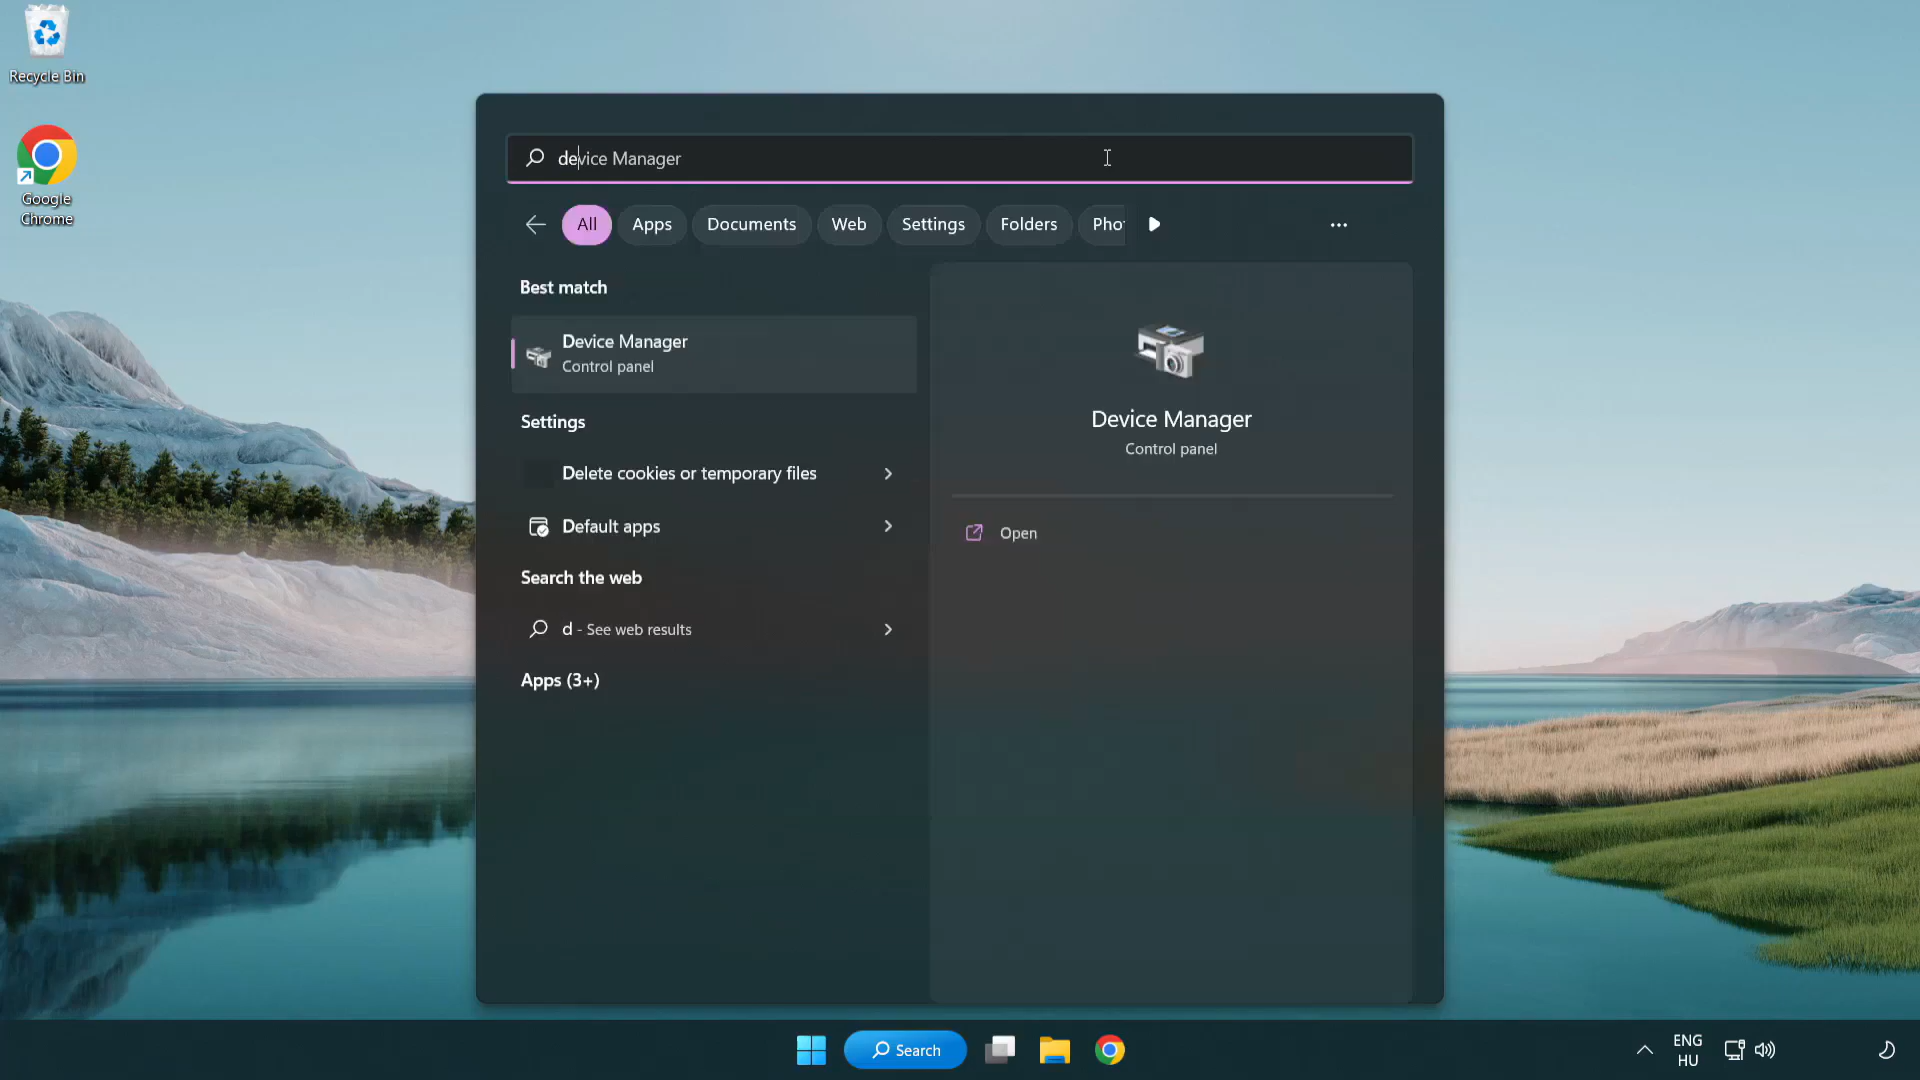 Recycle Bin
Google
Chrome
device Manager
All
Apps
Documents
Web
Settings
Folders
Pho
Best match
Device Manager
Control panel
Settings
Delete cookies or temporary files
Default apps
Search the web
d - See web results
Apps (3+)
Device Manager
Control panel
Open
Search
ENG
HU